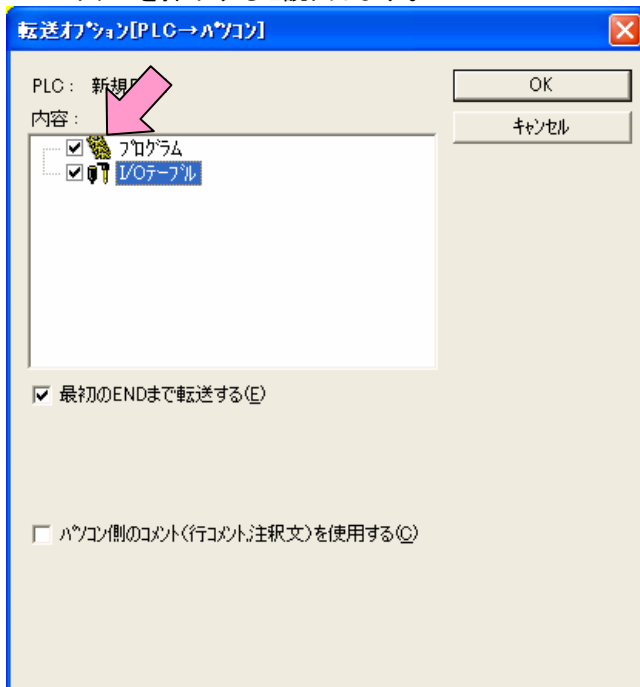 転送オプション[PLC→パソコン]
PLC： 新規
OK
内容：
キャンセル
プログラム
I/Oテーブル
最初のENDまで転送する(E)
パソコン側のコメント(行コメント,注釈文)を使用する(C)